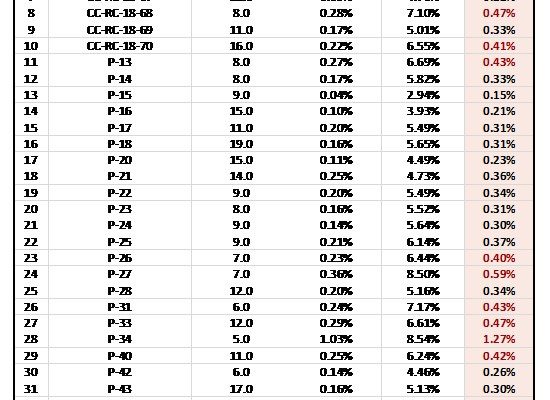 8 CC-RC-18-68 8.0 0.28% 7.10% 0.47%
9 CC-RC-18-69 11.0 0.17% 5.01% 0.33%
10 CC-RC-18-70 16.0 0.22% 6.55% 0.41%
11 P-13 8.0 0.27% 6.69% 0.43%
12 P-14 8.0 0.17% 5.82% 0.33%
13 P-15 9.0 0.04% 2.94% 0.15%
14 P-16 15.0 0.10% 3.93% 0.21%
15 P-17 11.0 0.20% 5.49% 0.31%
16 P-18 19.0 0.16% 5.65% 0.31%
17 P-20 15.0 0.11% 4.49% 0.23%
18 P-21 14.0 0.25% 4.73% 0.36%
19 P-22 9.0 0.20% 5.49% 0.34%
20 P-23 8.0 0.16% 5.52% 0.31%
21 P-24 9.0 0.14% 5.64% 0.30%
22 P-25 9.0 0.21% 6.14% 0.37%
23 P-26 7.0 0.23% 6.44% 0.40%
24 P-27 7.0 0.36% 8.50% 0.59%
25 P-28 12.0 0.20% 5.16% 0.34%
26 P-31 6.0 0.24% 7.17% 0.43%
27 P-33 12.0 0.29% 6.61% 0.47%
28 P-34 5.0 1.03% 8.54% 1.27%
29 P-40 11.0 0.25% 6.24% 0.42%
30 P-42 6.0 0.14% 4.46% 0.26%
31 P-43 17.0 0.16% 5.13% 0.30%